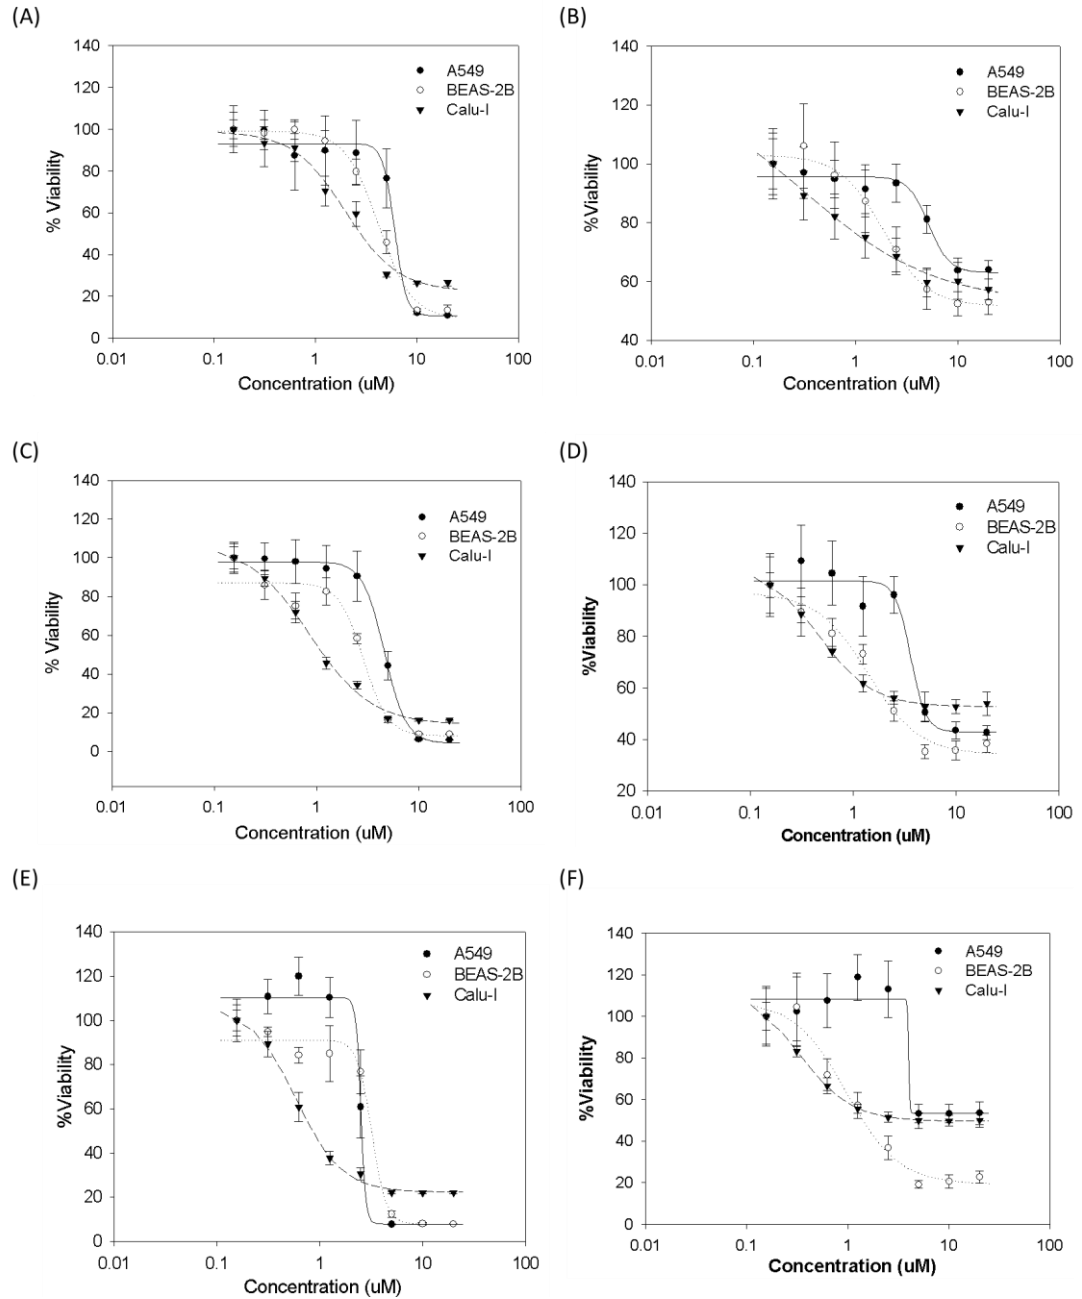 (A)
140
120
100
80
60
40
20
0
% Viability
A549
BEAS-2B
Calu-I
0.01 0.1 1 10 100
Concentration (uM)
(B)
140
120
100
80
60
40
%Viability
A549
BEAS-2B
Calu-I
0.01 0.1 1 10 100
Concentration (uM)
(C)
140
120
100
80
60
40
20
0
% Viability
A549
BEAS-2B
Calu-I
0.01 0.1 1 10 100
Concentration (uM)
(D)
140
120
100
80
60
40
20
%Viability
A549
BEAS-2B
Calu-I
0.01 0.1 1 10 100
Concentration (uM)
(E)
140
120
100
80
60
40
20
0
%Viability
A549
BEAS-2B
Calu-I
0.01 0.1 1 10 100
Concentration (uM)
(F)
140
120
100
80
60
40
20
0
%Viability
A549
BEAS-2B
Calu-I
0.01 0.1 1 10 100
Concentration (uM)